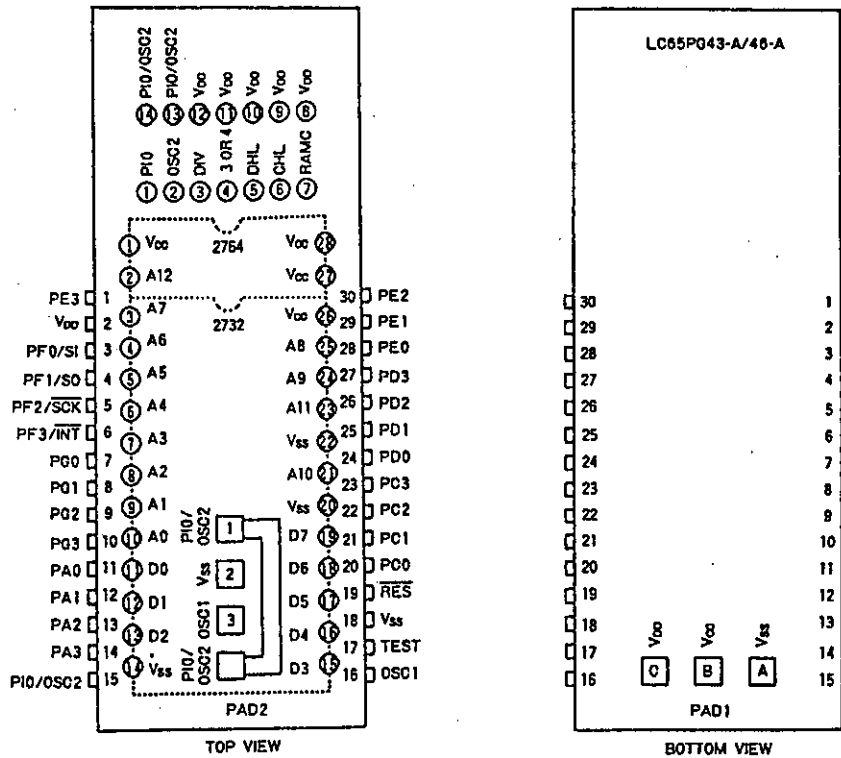 LC65PG43-A/46-A
PI0/OSC2
PI0/OSC2
VDD
VDD
VDD
VDD
VDD
14 13 12 11 10 9 8
PI0
OSC2
DIV
3 OR 4
DHL
CHL
RAMC
1 2 3 4 5 6 7
1 VCC 2764 VCC 28
2 A12 VCC 27
PE3 1 30 PE2
3 A7 2732 VCC 26
VDD 2 29 PE1
PF0/SI 3 4 A6 A8 25 28 PE0
PF1/SO 4 5 A5 A9 24 27 PD3
PF2/SCK 5 6 A4 A11 23 26 PD2
PF3/INT 6 7 A3 VSS 22 25 PD1
PG0 7 8 A2 A10 21 24 PD0
PG1 8 9 A1 VSS 20 23 PC3
PG2 9 10 A0 PI0/OSC2 1 D7 19 22 PC2
PG3 10 21 PC1
PA0 11 11 D0 VSS 2 D6 18 20 PC0
PA1 12 12 D1 D5 17 19 RES
PA2 13 13 D2 OSC1 3 D4 16 18 VSS
PA3 14 14 VSS PI0/OSC2 D3 15 17 TEST
PI0/OSC2 15 16 OSC1
PAD2
TOP VIEW
30 1
29 2
28 3
27 4
26 5
25 6
24 7
23 8
22 9
21 10
20 11
19 12
18 13
17 14
16 15
VDD VCC VSS
C B A
PAD1
BOTTOM VIEW